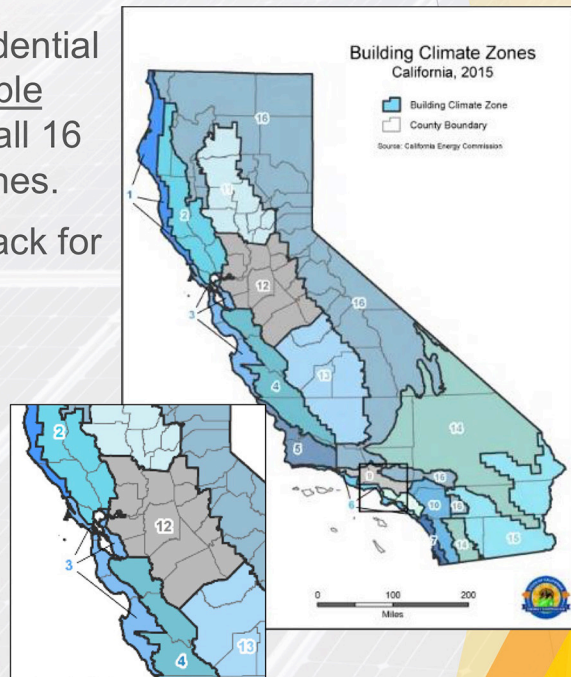 dential
ble
all 16
nes.
ack for
Building Climate Zones
California, 2015
Building Climate Zone
County Boundary
Source: California Energy Commission
16
1
11
2
12
3
16
13
4
14
5
9
16
6
10
16
7
14
15
0 100 200
Miles
2
12
3
13
4